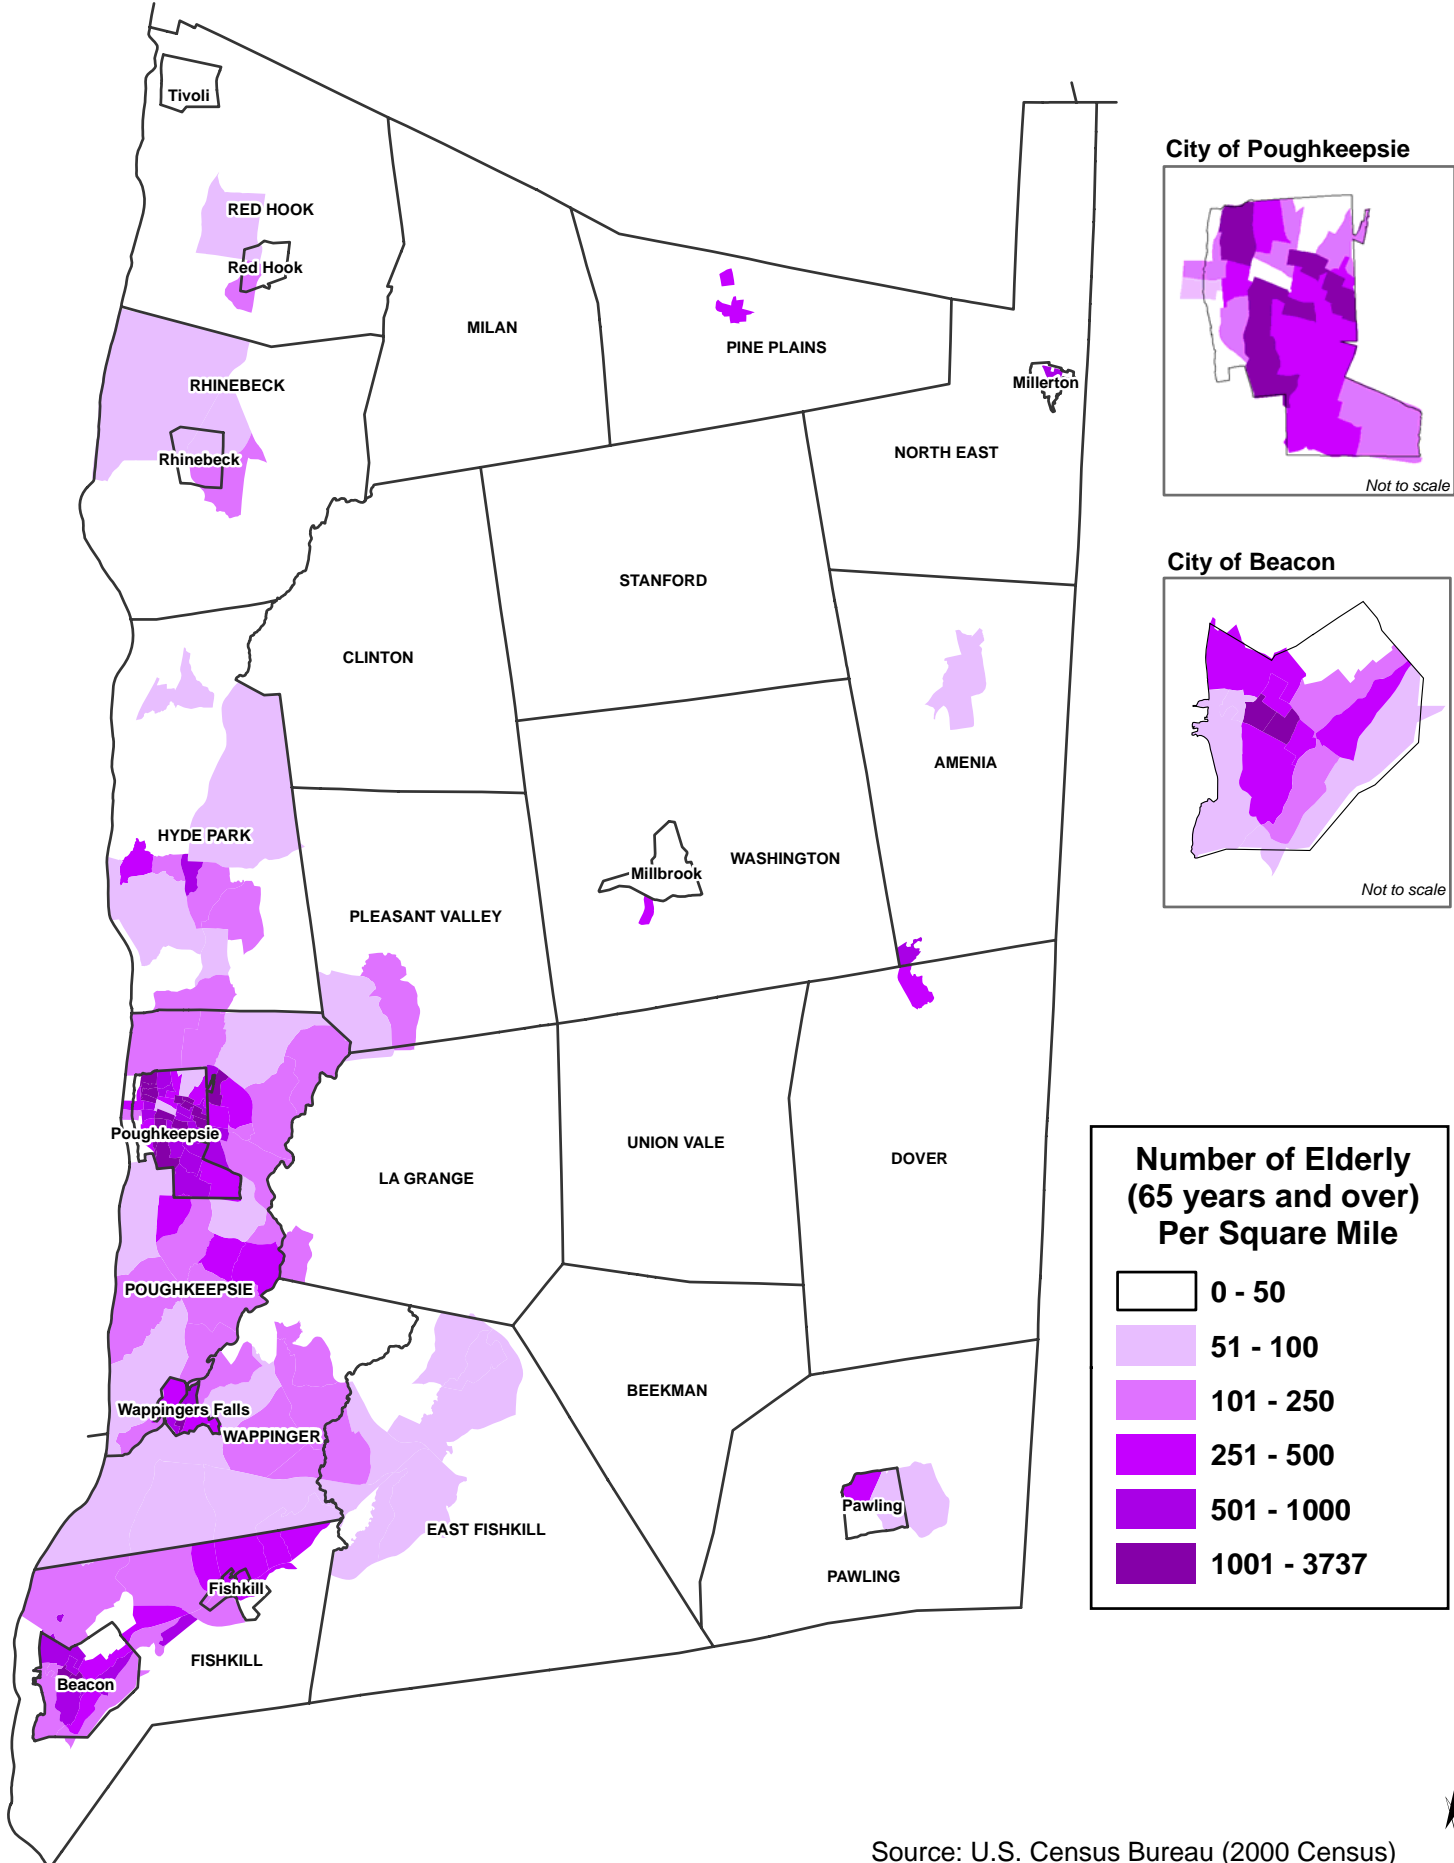 Tivoli
City of Poughkeepsie
RED HOOK
Red Hook
MILAN
PINE PLAINS
RHINEBECK
Millerton
Rhinebeck
NORTH EAST
Not to scale
City of Beacon
STANFORD
CLINTON
AMENIA
HYDE PARK
WASHINGTON
Millbrook
Not to scale
PLEASANT VALLEY
Poughkeepsie
UNION VALE
DOVER
LA GRANGE
Number of Elderly
(65 years and over)
Per Square Mile
0 - 50
51 - 100
101 - 250
251 - 500
501 - 1000
1001 - 3737
POUGHKEEPSIE
BEEKMAN
Wappingers Falls
WAPPINGER
Pawling
EAST FISHKILL
PAWLING
Fishkill
FISHKILL
Beacon
Source: U.S. Census Bureau (2000 Census)